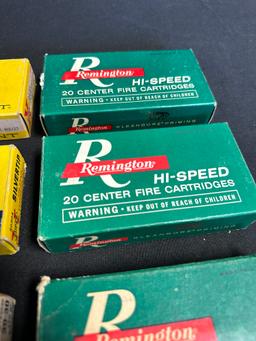 R
Remington
HI-SPEED
20 CENTER FIRE CARTRIDGES
WARNING • KEEP OUT OF REACH OF CHILDREN
R
Remington
HI-SPEED
20 CENTER FIRE CARTRIDGES
WARNING • KEEP OUT OF REACH OF CHILDREN
SILVERTIP
R
Remington